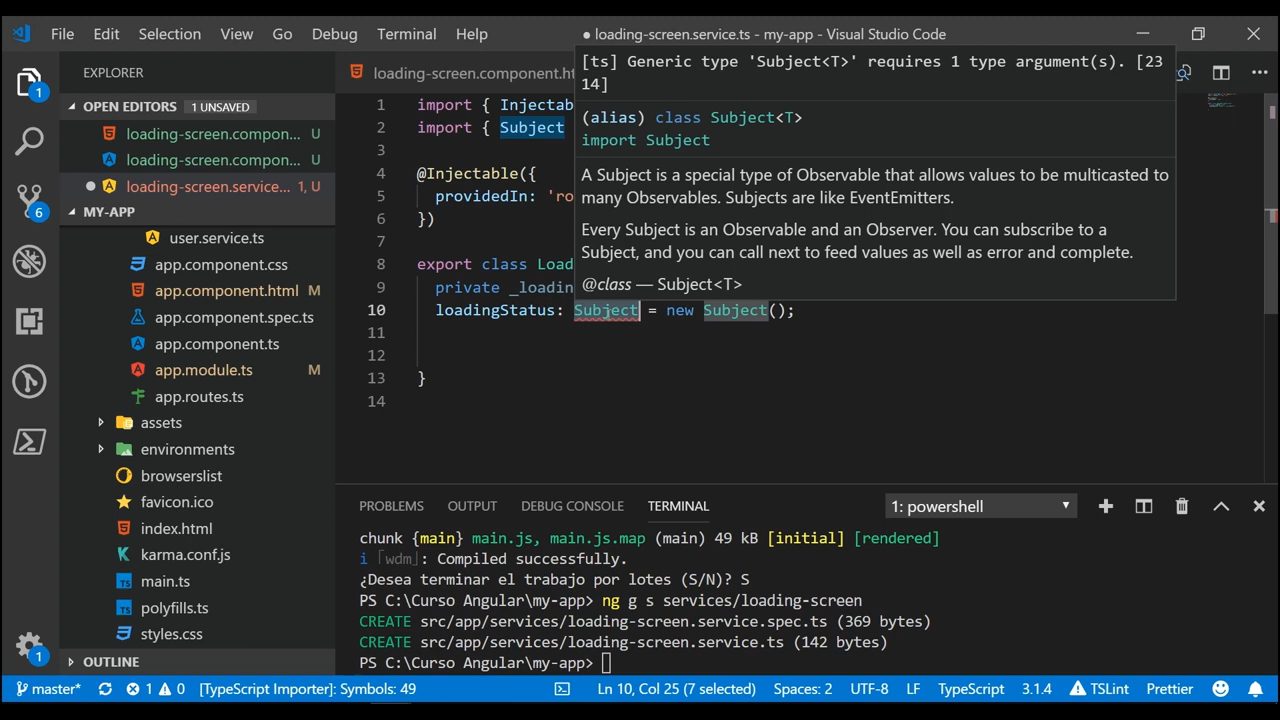 File Edit Selection View Go Debug Terminal Help
● loading-screen.service.ts - my-app - Visual Studio Code
EXPLORER
OPEN EDITORS 1 UNSAVED
loading-screen.compon... U
loading-screen.compon... U
loading-screen.service... 1, U
MY-APP
user.service.ts
app.component.css
app.component.html M
app.component.spec.ts
app.component.ts
app.module.ts M
app.routes.ts
assets
environments
browserslist
favicon.ico
index.html
karma.conf.js
main.ts
polyfills.ts
styles.css
OUTLINE
1
6
1
loading-screen.component.ht
[ts] Generic type 'Subject<T>' requires 1 type argument(s). [23
14]
(alias) class Subject<T>
import Subject
A Subject is a special type of Observable that allows values to be multicasted to
many Observables. Subjects are like EventEmitters.
Every Subject is an Observable and an Observer. You can subscribe to a
Subject, and you can call next to feed values as well as error and complete.
@class — Subject<T>
1 import { Injectab
2 import { Subject
3
4 @Injectable({
5 providedIn: 'ro
6 })
7
8 export class Load
9 private _loadin
10 loadingStatus: Subject = new Subject();
11
12
13 }
14
PROBLEMS OUTPUT DEBUG CONSOLE TERMINAL
1: powershell
chunk {main} main.js, main.js.map (main) 49 kB [initial] [rendered]
i ｢wdm｣: Compiled successfully.
¿Desea terminar el trabajo por lotes (S/N)? S
PS C:\Curso Angular\my-app> ng g s services/loading-screen
CREATE src/app/services/loading-screen.service.spec.ts (369 bytes)
CREATE src/app/services/loading-screen.service.ts (142 bytes)
PS C:\Curso Angular\my-app>
master* 1 0 [TypeScript Importer]: Symbols: 49 Ln 10, Col 25 (7 selected) Spaces: 2 UTF-8 LF TypeScript 3.1.4 TSLint Prettier